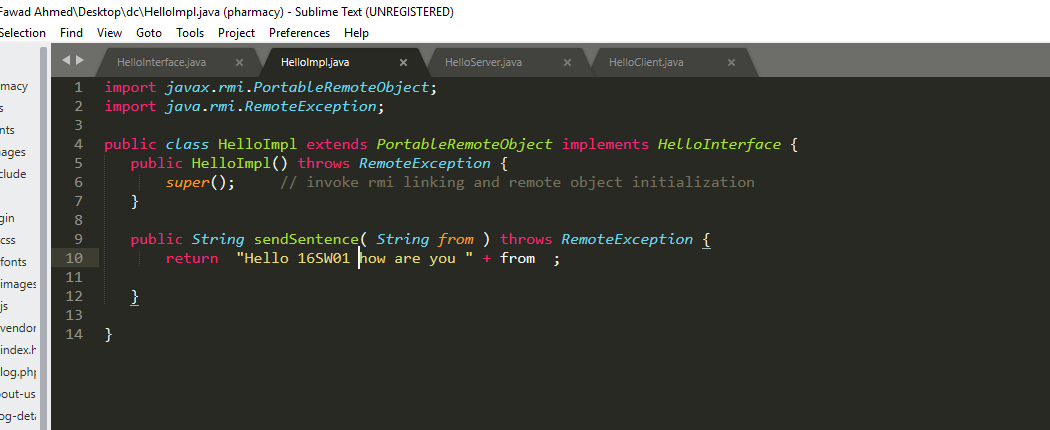 Fawad Ahmed\Desktop\dc\HelloImpl.java (pharmacy) - Sublime Text (UNREGISTERED)
Selection Find View Goto Tools Project Preferences Help
HelloInterface.java × HelloImpl.java × HelloServer.java × HelloClient.java ×
macy
s
nts
ages
clude
gin
css
fonts
images
js
vendor
index.h
log.php
out-us
og-deta
1 import javax.rmi.PortableRemoteObject;
2 import java.rmi.RemoteException;
3
4 public class HelloImpl extends PortableRemoteObject implements HelloInterface {
5 public HelloImpl() throws RemoteException {
6 super(); // invoke rmi linking and remote object initialization
7 }
8
9 public String sendSentence( String from ) throws RemoteException {
10 return "Hello 16SW01 how are you " + from ;
11
12 }
13
14 }